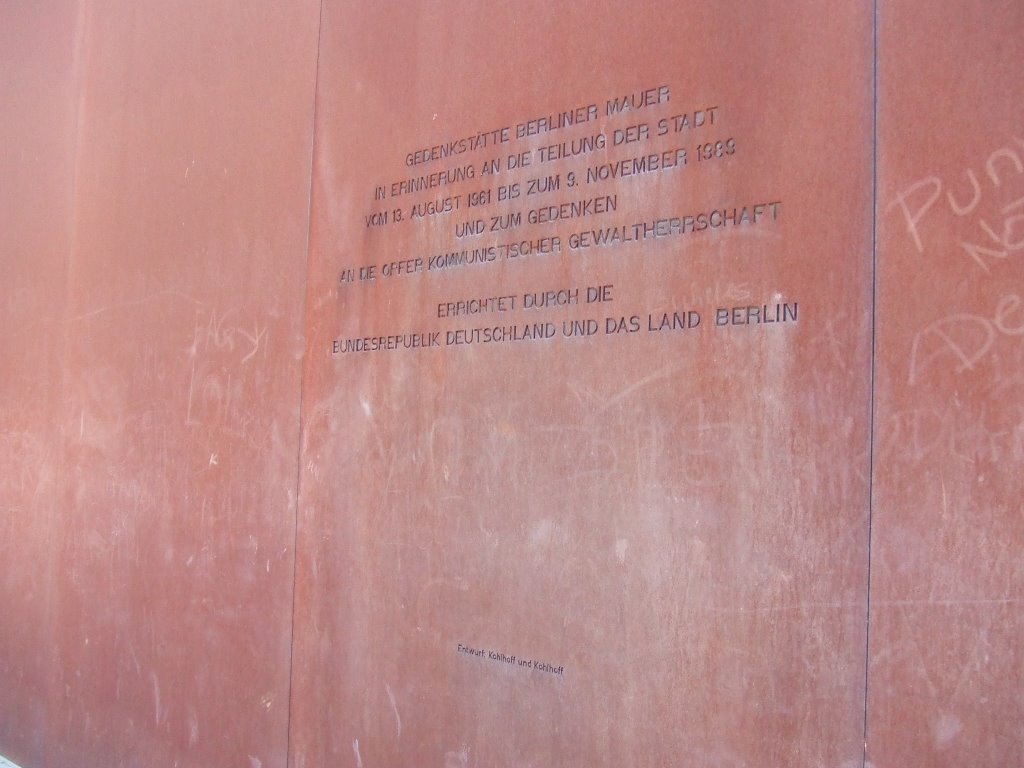 GEDENKSTÄTTE BERLINER MAUER
IN ERINNERUNG AN DIE TEILUNG DER STADT
VOM 13. AUGUST 1961 BIS ZUM 9. NOVEMBER 1989
UND ZUM GEDENKEN
AN DIE OPFER KOMMUNISTISCHER GEWALTHERRSCHAFT
ERRICHTET DURCH DIE
BUNDESREPUBLIK DEUTSCHLAND UND DAS LAND BERLIN
Entwurf: Kohlhoff und Kohlhoff